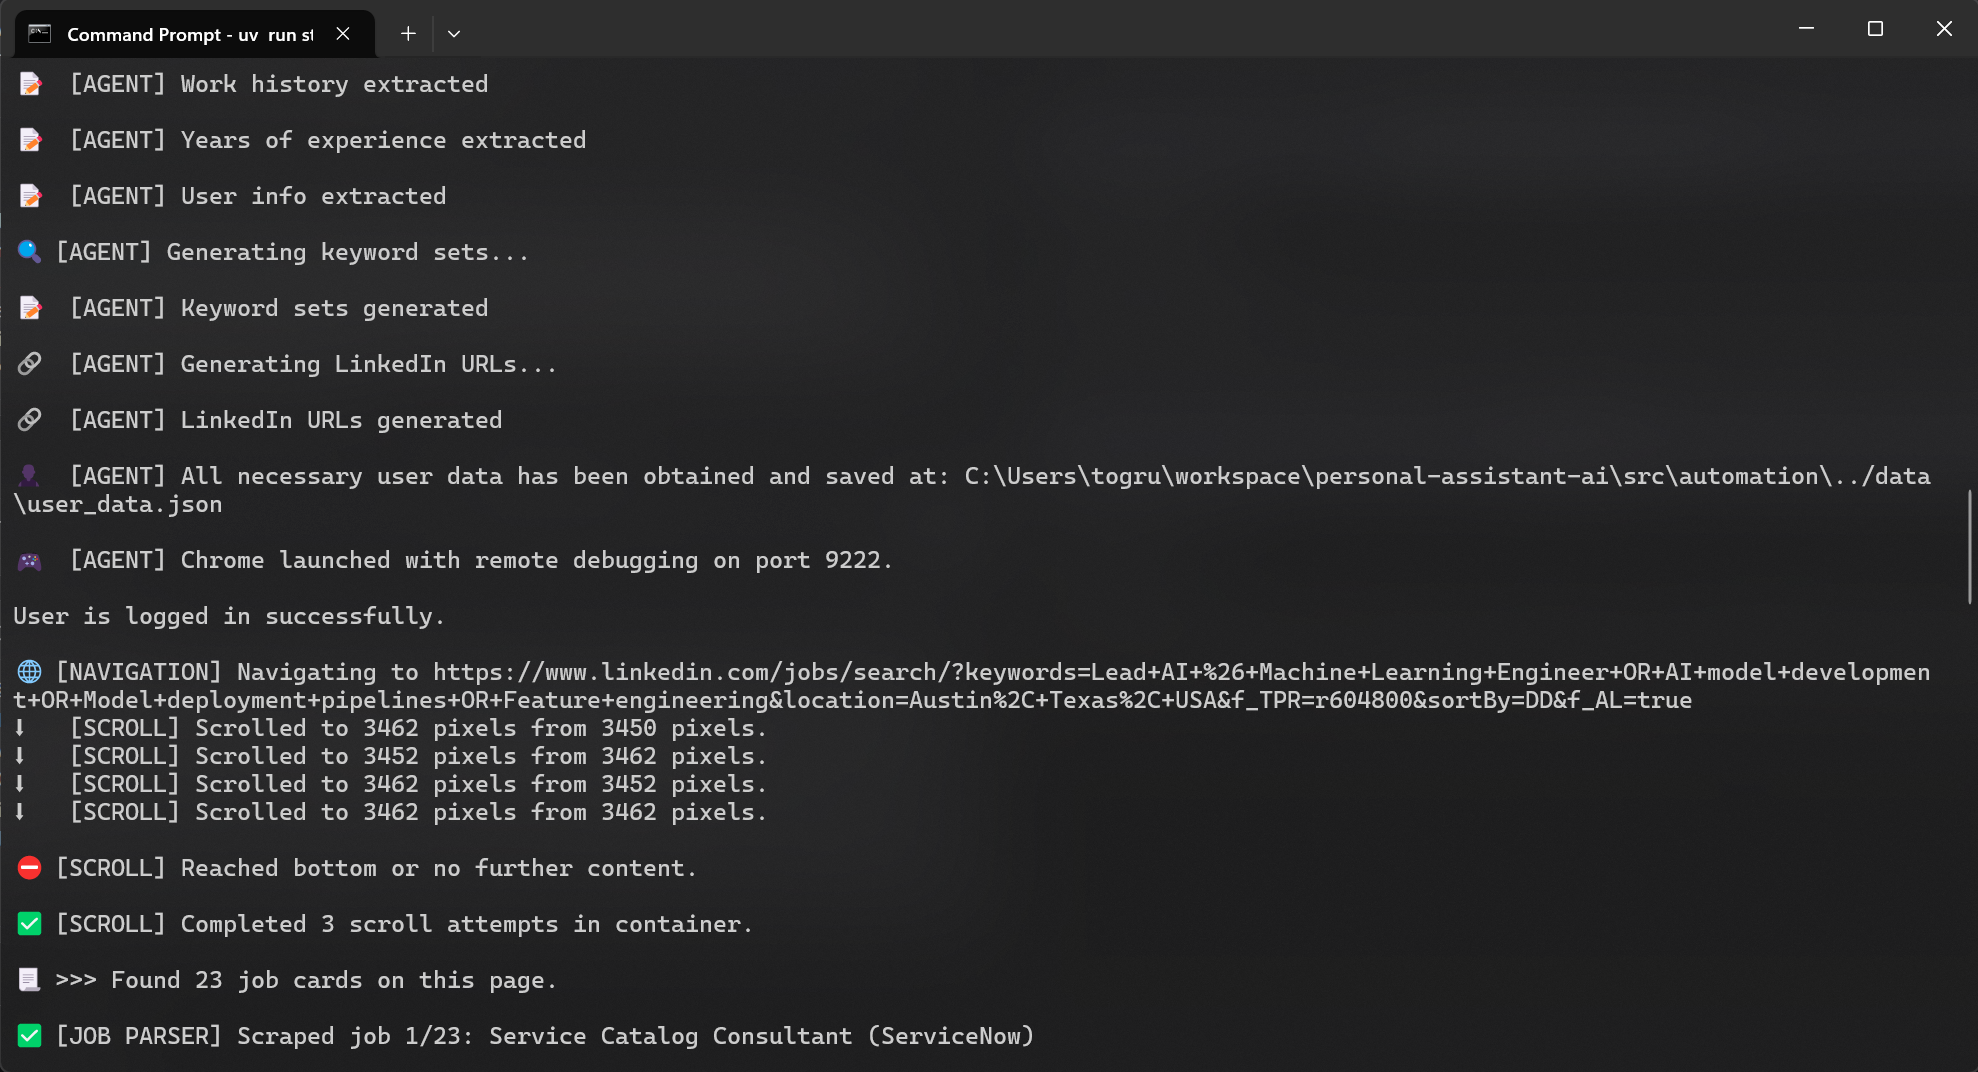 Command Prompt - uv  run st
[AGENT] Work history extracted
[AGENT] Years of experience extracted
[AGENT] User info extracted
[AGENT] Generating keyword sets...
[AGENT] Keyword sets generated
[AGENT] Generating LinkedIn URLs...
[AGENT] LinkedIn URLs generated
[AGENT] All necessary user data has been obtained and saved at: C:\Users\togru\workspace\personal-assistant-ai\src\automation\../data
\user_data.json
[AGENT] Chrome launched with remote debugging on port 9222.
User is logged in successfully.
[NAVIGATION] Navigating to https://www.linkedin.com/jobs/search/?keywords=Lead+AI+%26+Machine+Learning+Engineer+OR+AI+model+developmen
t+OR+Model+deployment+pipelines+OR+Feature+engineering&location=Austin%2C+Texas%2C+USA&f_TPR=r604800&sortBy=DD&f_AL=true
⬇ [SCROLL] Scrolled to 3462 pixels from 3450 pixels.
⬇ [SCROLL] Scrolled to 3452 pixels from 3462 pixels.
⬇ [SCROLL] Scrolled to 3462 pixels from 3452 pixels.
⬇ [SCROLL] Scrolled to 3462 pixels from 3462 pixels.
[SCROLL] Reached bottom or no further content.
[SCROLL] Completed 3 scroll attempts in container.
>>> Found 23 job cards on this page.
[JOB PARSER] Scraped job 1/23: Service Catalog Consultant (ServiceNow)